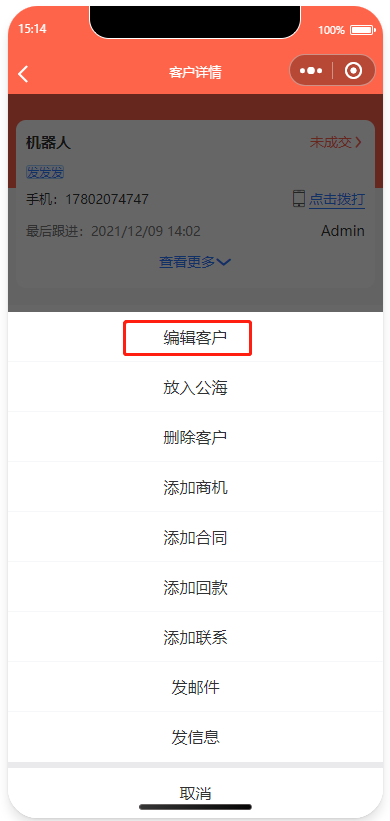 15:14
100%
客户详情
机器人
未成交
发发发
手机：17802074747
点击拨打
最后跟进：2021/12/09 14:02
Admin
查看更多
编辑客户
放入公海
删除客户
添加商机
添加合同
添加回款
添加联系
发邮件
发信息
取消